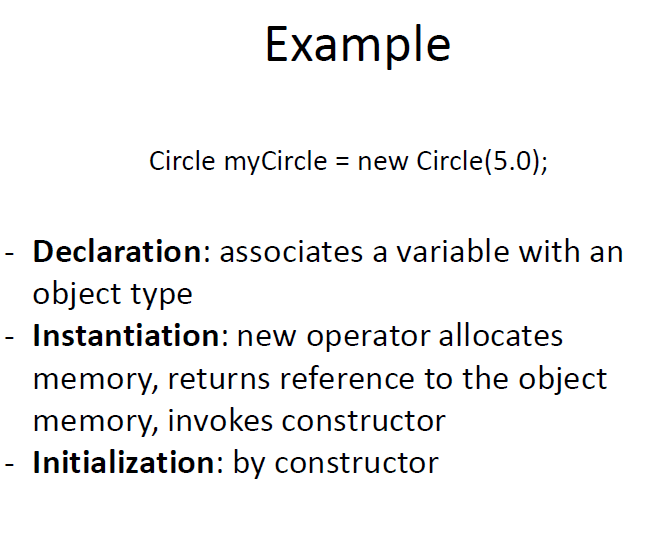 Example
Circle myCircle = new Circle(5.0);
- Declaration: associates a variable with an
object type
- Instantiation: new operator allocates
memory, returns reference to the object
memory, invokes constructor
- Initialization: by constructor